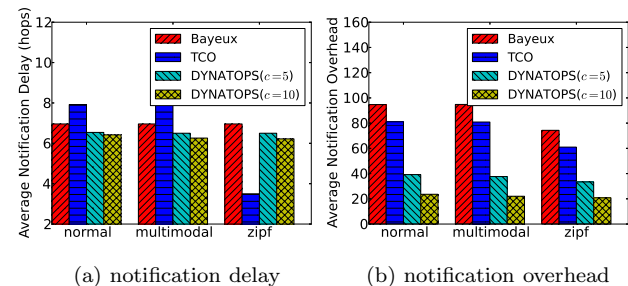 Average Notification Delay (hops)
12
10
8
6
4
2
normal multimodal zipf
Bayeux
TCO
DYNATOPS(c=5)
DYNATOPS(c=10)
(a) notification delay
Average Notification Overhead
160
140
120
100
80
60
40
20
0
normal multimodal zipf
Bayeux
TCO
DYNATOPS(c=5)
DYNATOPS(c=10)
(b) notification overhead